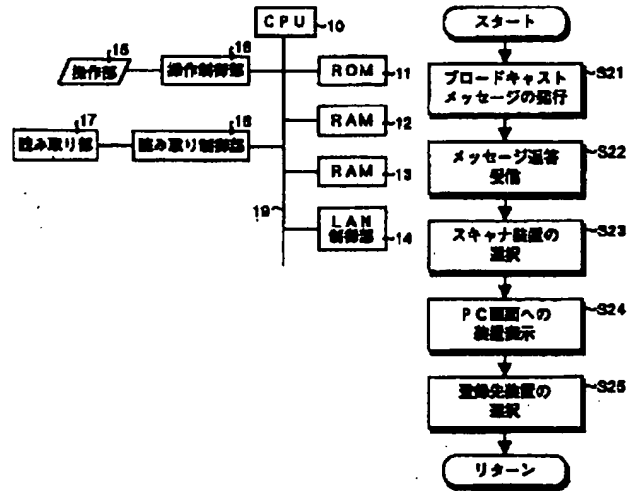 CPU
10
15
操作部
16
操作制御部
ROM
11
17
読み取り部
18
読み取り制御部
RAM
12
RAM
13
19
LAN
制御部
14
スタート
ブロードキャスト
メッセージの発行
S21
メッセージ返答
受信
S22
スキャナ装置の
選択
S23
PC画面への
装置表示
S24
登録先装置の
選択
S25
リターン